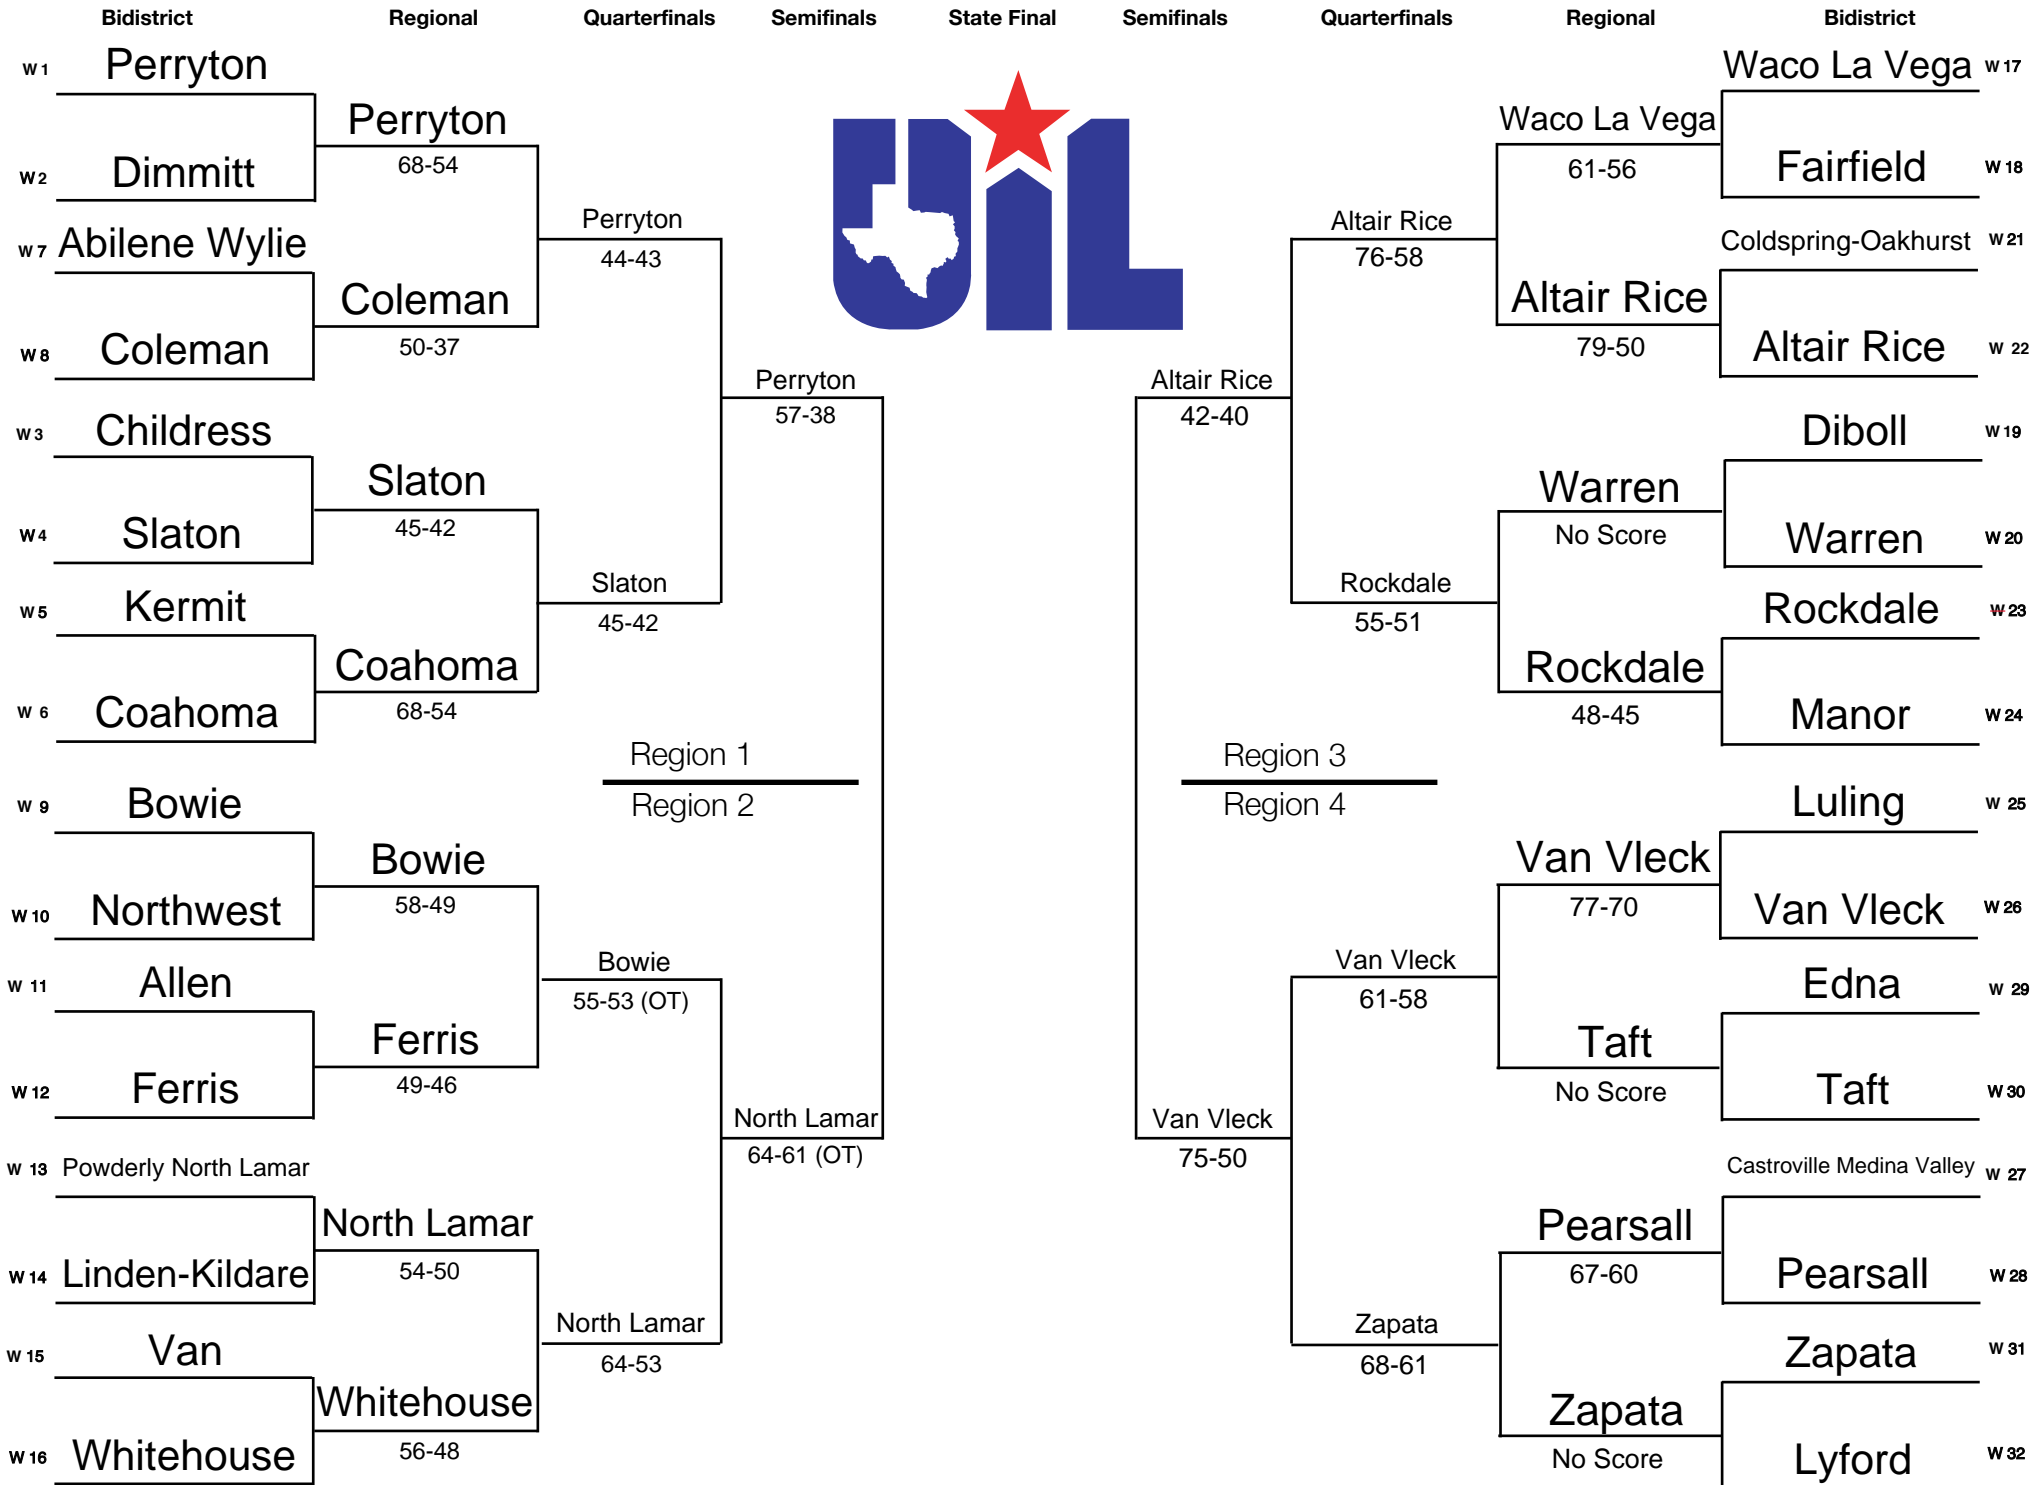 Bidistrict Regional Quarterfinals Semifinals State Final Semifinals Quarterfinals Regional Bidistrict
W 1 Perryton
W 2 Dimmitt
W 7 Abilene Wylie
W 8 Coleman
W 3 Childress
W 4 Slaton
W 5 Kermit
W 6 Coahoma
W 9 Bowie
W 10 Northwest
W 11 Allen
W 12 Ferris
W 13 Powderly North Lamar
W 14 Linden-Kildare
W 15 Van
W 16 Whitehouse
Perryton
68-54
Coleman
50-37
Slaton
45-42
Coahoma
68-54
Bowie
58-49
Ferris
49-46
North Lamar
54-50
Whitehouse
56-48
Perryton
44-43
Slaton
45-42
Bowie
55-53 (OT)
North Lamar
64-53
Perryton
57-38
North Lamar
64-61 (OT)
UIL
Region 1
Region 2
Region 3
Region 4
Altair Rice
42-40
Van Vleck
75-50
Altair Rice
76-58
Rockdale
55-51
Van Vleck
61-58
Zapata
68-61
Waco La Vega
61-56
Altair Rice
79-50
Warren
No Score
Rockdale
48-45
Van Vleck
77-70
Taft
No Score
Pearsall
67-60
Zapata
No Score
Waco La Vega W 17
Fairfield W 18
Coldspring-Oakhurst W 21
Altair Rice W 22
Diboll W 19
Warren W 20
Rockdale W 23
Manor W 24
Luling W 25
Van Vleck W 26
Edna W 29
Taft W 30
Castroville Medina Valley W 27
Pearsall W 28
Zapata W 31
Lyford W 32